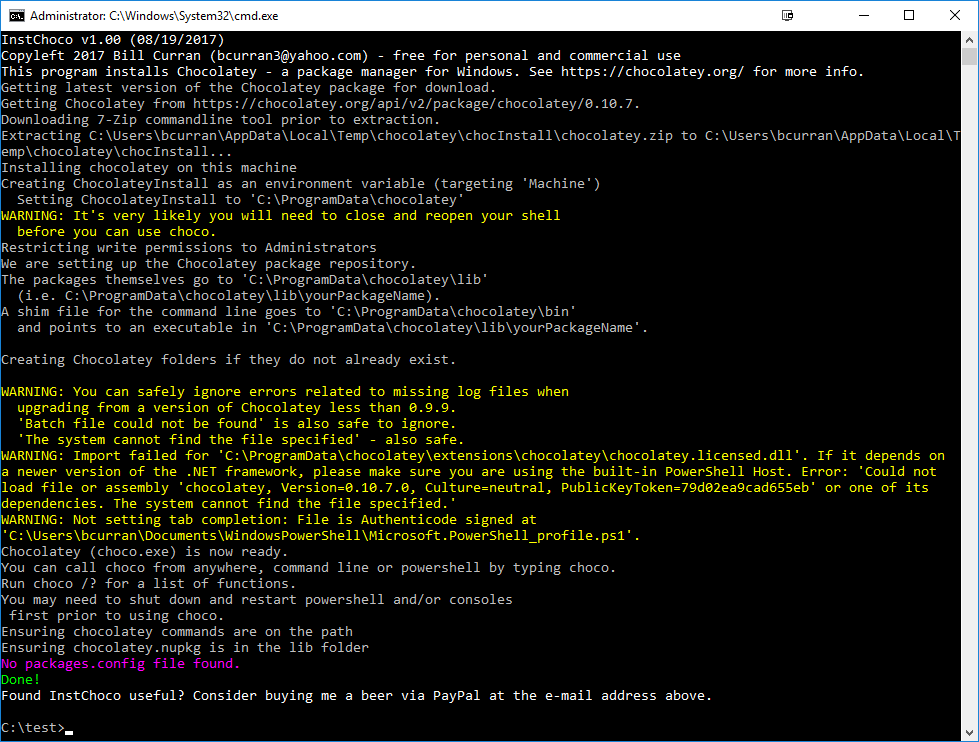 Administrator: C:\Windows\System32\cmd.exe
InstChoco v1.00 (08/19/2017)
Copyleft 2017 Bill Curran (bcurran3@yahoo.com) - free for personal and commercial use
This program installs Chocolatey - a package manager for Windows. See https://chocolatey.org/ for more info.
Getting latest version of the Chocolatey package for download.
Getting Chocolatey from https://chocolatey.org/api/v2/package/chocolatey/0.10.7.
Downloading 7-Zip commandline tool prior to extraction.
Extracting C:\Users\bcurran\AppData\Local\Temp\chocolatey\chocInstall\chocolatey.zip to C:\Users\bcurran\AppData\Local\T
emp\chocolatey\chocInstall...
Installing chocolatey on this machine
Creating ChocolateyInstall as an environment variable (targeting 'Machine')
  Setting ChocolateyInstall to 'C:\ProgramData\chocolatey'
WARNING: It's very likely you will need to close and reopen your shell
  before you can use choco.
Restricting write permissions to Administrators
We are setting up the Chocolatey package repository.
The packages themselves go to 'C:\ProgramData\chocolatey\lib'
  (i.e. C:\ProgramData\chocolatey\lib\yourPackageName).
A shim file for the command line goes to 'C:\ProgramData\chocolatey\bin'
  and points to an executable in 'C:\ProgramData\chocolatey\lib\yourPackageName'.
Creating Chocolatey folders if they do not already exist.
WARNING: You can safely ignore errors related to missing log files when
  upgrading from a version of Chocolatey less than 0.9.9.
  'Batch file could not be found' is also safe to ignore.
  'The system cannot find the file specified' - also safe.
WARNING: Import failed for 'C:\ProgramData\chocolatey\extensions\chocolatey\chocolatey.licensed.dll'. If it depends on
a newer version of the .NET framework, please make sure you are using the built-in PowerShell Host. Error: 'Could not
load file or assembly 'chocolatey, Version=0.10.7.0, Culture=neutral, PublicKeyToken=79d02ea9cad655eb' or one of its
dependencies. The system cannot find the file specified.'
WARNING: Not setting tab completion: File is Authenticode signed at
'C:\Users\bcurran\Documents\WindowsPowerShell\Microsoft.PowerShell_profile.ps1'.
Chocolatey (choco.exe) is now ready.
You can call choco from anywhere, command line or powershell by typing choco.
Run choco /? for a list of functions.
You may need to shut down and restart powershell and/or consoles
 first prior to using choco.
Ensuring chocolatey commands are on the path
Ensuring chocolatey.nupkg is in the lib folder
No packages.config file found.
Done!
Found InstChoco useful? Consider buying me a beer via PayPal at the e-mail address above.
C:\test>